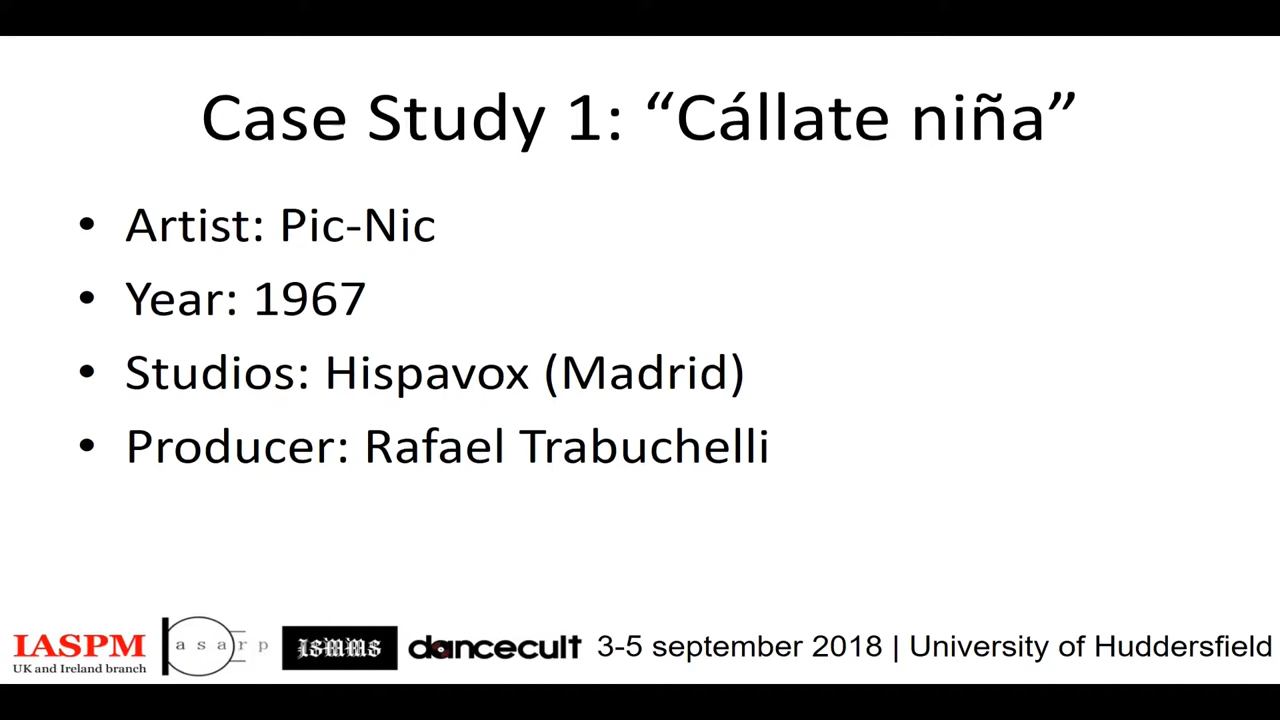 Case Study 1: “Cállate niña”
• Artist: Pic-Nic
• Year: 1967
• Studios: Hispavox (Madrid)
• Producer: Rafael Trabuchelli
IASPM
UK and Ireland branch
asarp
ISMMS
dancecult
3-5 september 2018 | University of Huddersfield